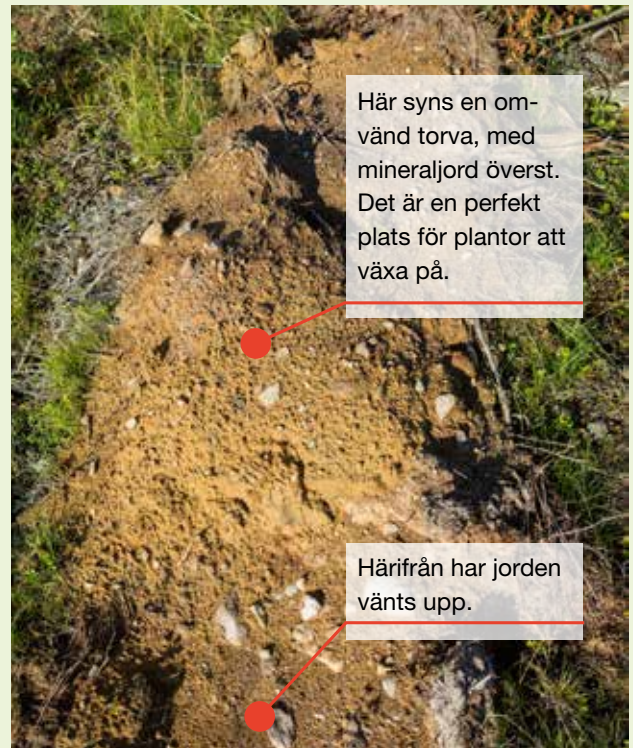 Här syns en om-
vänd torva, med
mineraljord överst.
Det är en perfekt
plats för plantor att
växa på.
Härifrån har jorden
vänts upp.